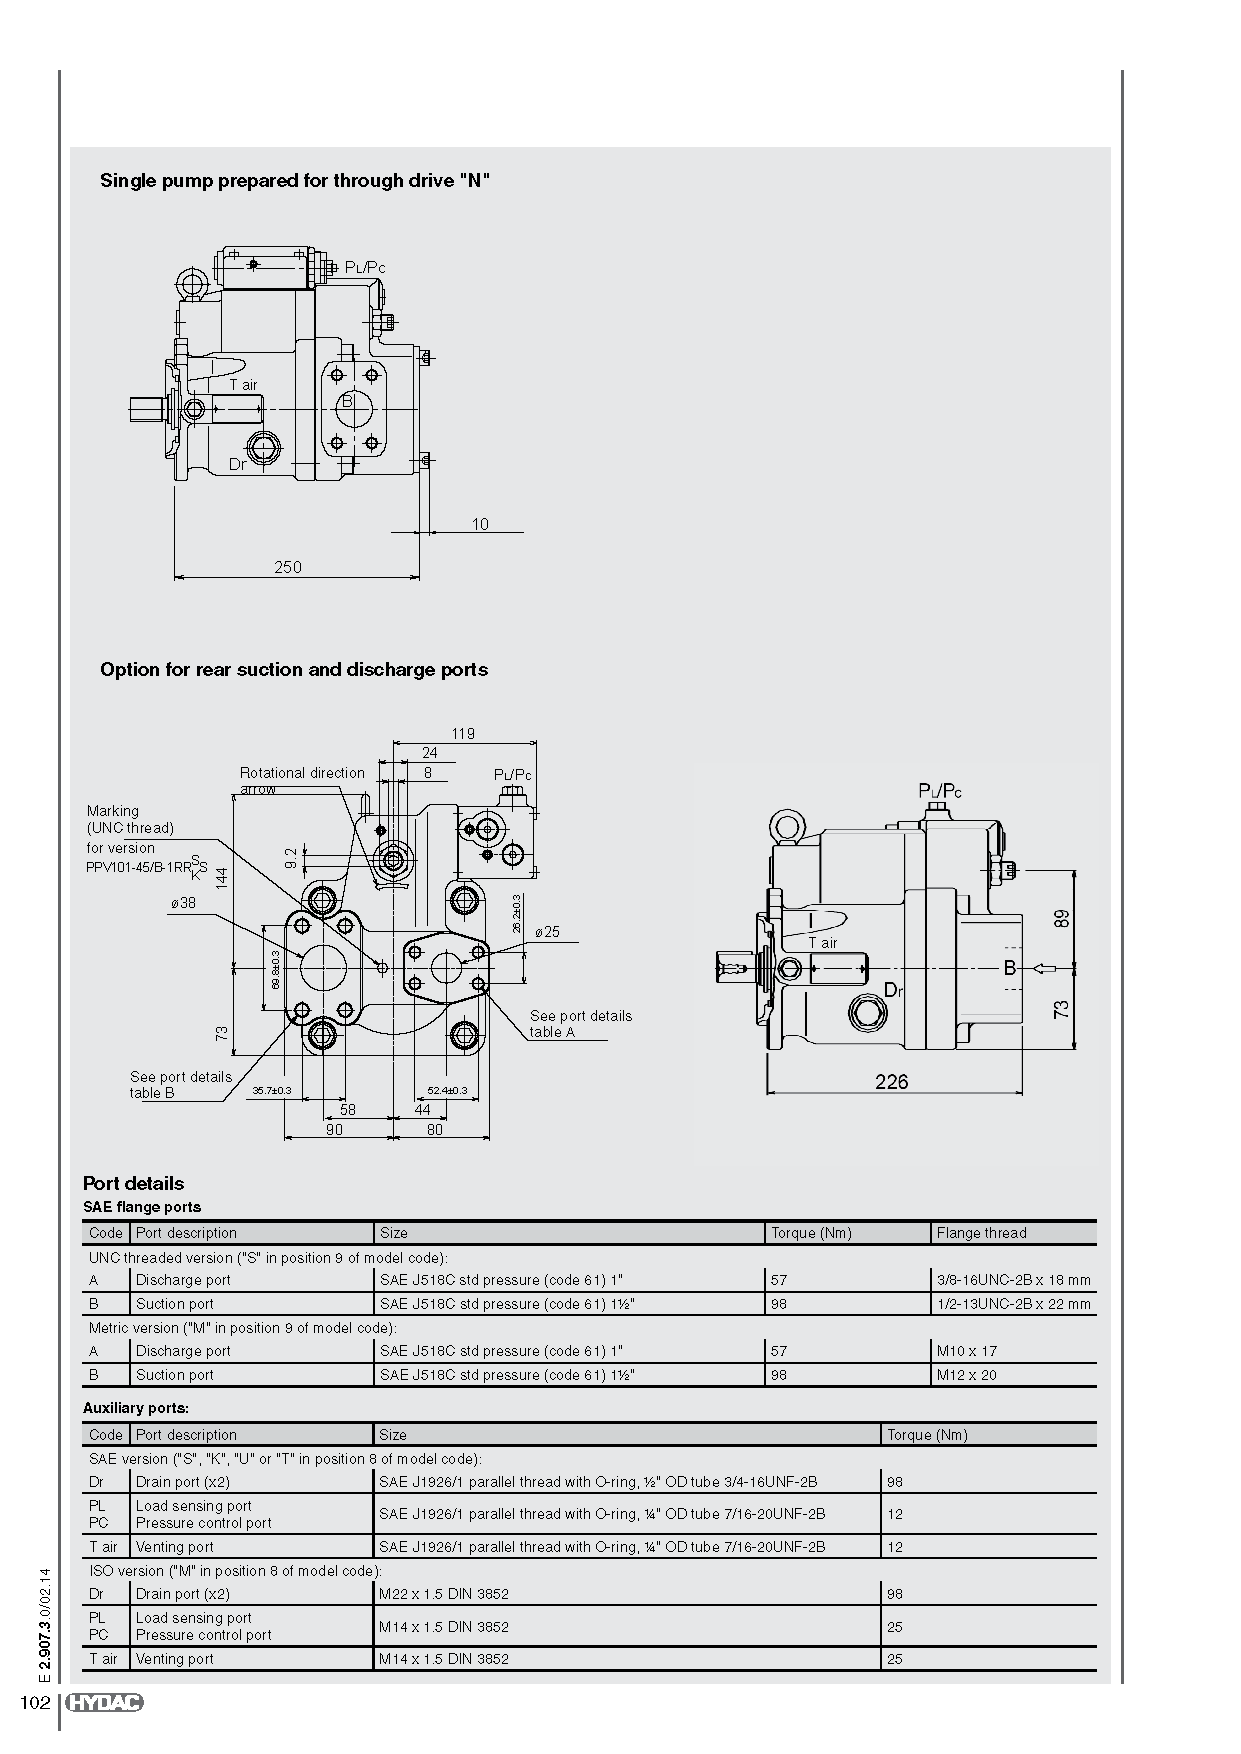 Single pump prepared for through drive "N"
PL/PC
T air
B
Dr
10
250
Option for rear suction and discharge ports
119
24
8
Rotational direction
arrow
PL/PC
Marking
(UNC thread)
for version
PPV101-45/B-1RR S/K S
144
9.2
ø38
26.2±0.3
ø25
69.8±0.3
73
See port details
table A
See port details
table B
35.7±0.3
52.4±0.3
58
44
90
80
PL/PC
T air
Dr
B
89
73
226
Port details
SAE flange ports
Code Port description Size Torque (Nm) Flange thread
UNC threaded version ("S" in position 9 of model code):
A Discharge port SAE J518C std pressure (code 61) 1" 57 3/8-16UNC-2B x 18 mm
B Suction port SAE J518C std pressure (code 61) 1½" 98 1/2-13UNC-2B x 22 mm
Metric version ("M" in position 9 of model code):
A Discharge port SAE J518C std pressure (code 61) 1" 57 M10 x 17
B Suction port SAE J518C std pressure (code 61) 1½" 98 M12 x 20
Auxiliary ports:
Code Port description Size Torque (Nm)
SAE version ("S", "K", "U" or "T" in position 8 of model code):
Dr Drain port (x2) SAE J1926/1 parallel thread with O-ring, ½" OD tube 3/4-16UNF-2B 98
PL Load sensing port
PC Pressure control port SAE J1926/1 parallel thread with O-ring, ¼" OD tube 7/16-20UNF-2B 12
T air Venting port SAE J1926/1 parallel thread with O-ring, ¼" OD tube 7/16-20UNF-2B 12
ISO version ("M" in position 8 of model code):
Dr Drain port (x2) M22 x 1.5 DIN 3852 98
PL Load sensing port
PC Pressure control port M14 x 1.5 DIN 3852 25
T air Venting port M14 x 1.5 DIN 3852 25
E 2.907.3.0/02.14
102 HYDAC